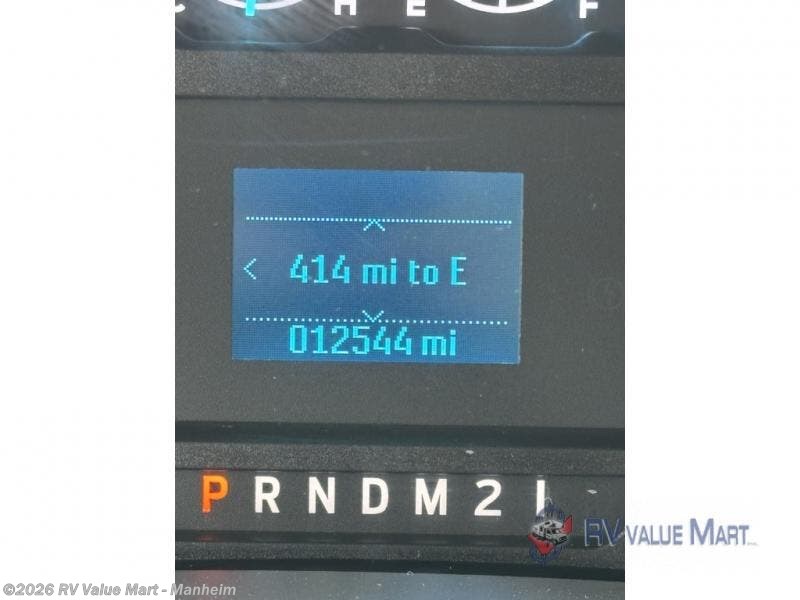 C H E F
< 414 mi to E
012544 mi
P R N D M 2 1
RV VALUE MART
©2026 RV Value Mart - Manheim